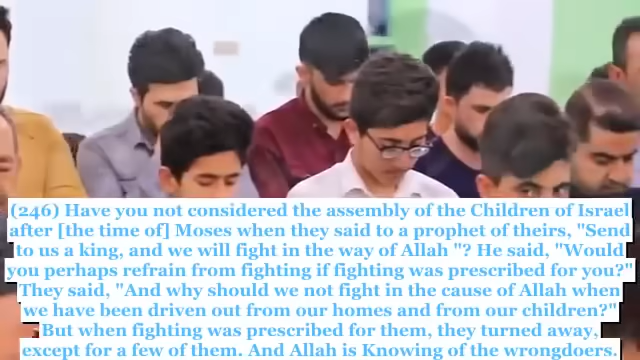 (246) Have you not considered the assembly of the Children of Israel
after [the time of] Moses when they said to a prophet of theirs, "Send
to us a king, and we will fight in the way of Allah "? He said, "Would
you perhaps refrain from fighting if fighting was prescribed for you?"
They said, "And why should we not fight in the cause of Allah when
we have been driven out from our homes and from our children?"
But when fighting was prescribed for them, they turned away,
except for a few of them. And Allah is Knowing of the wrongdoers.